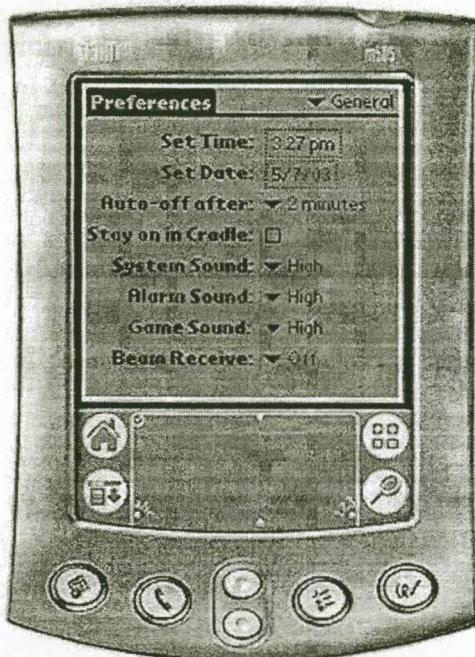 Preferences General
Set Time: 3:27 pm
Set Date: 5/7/03
Auto-off after: 2 minutes
Stay on in Cradle:
System Sound: High
Alarm Sound: High
Game Sound: High
Beam Receive: Off